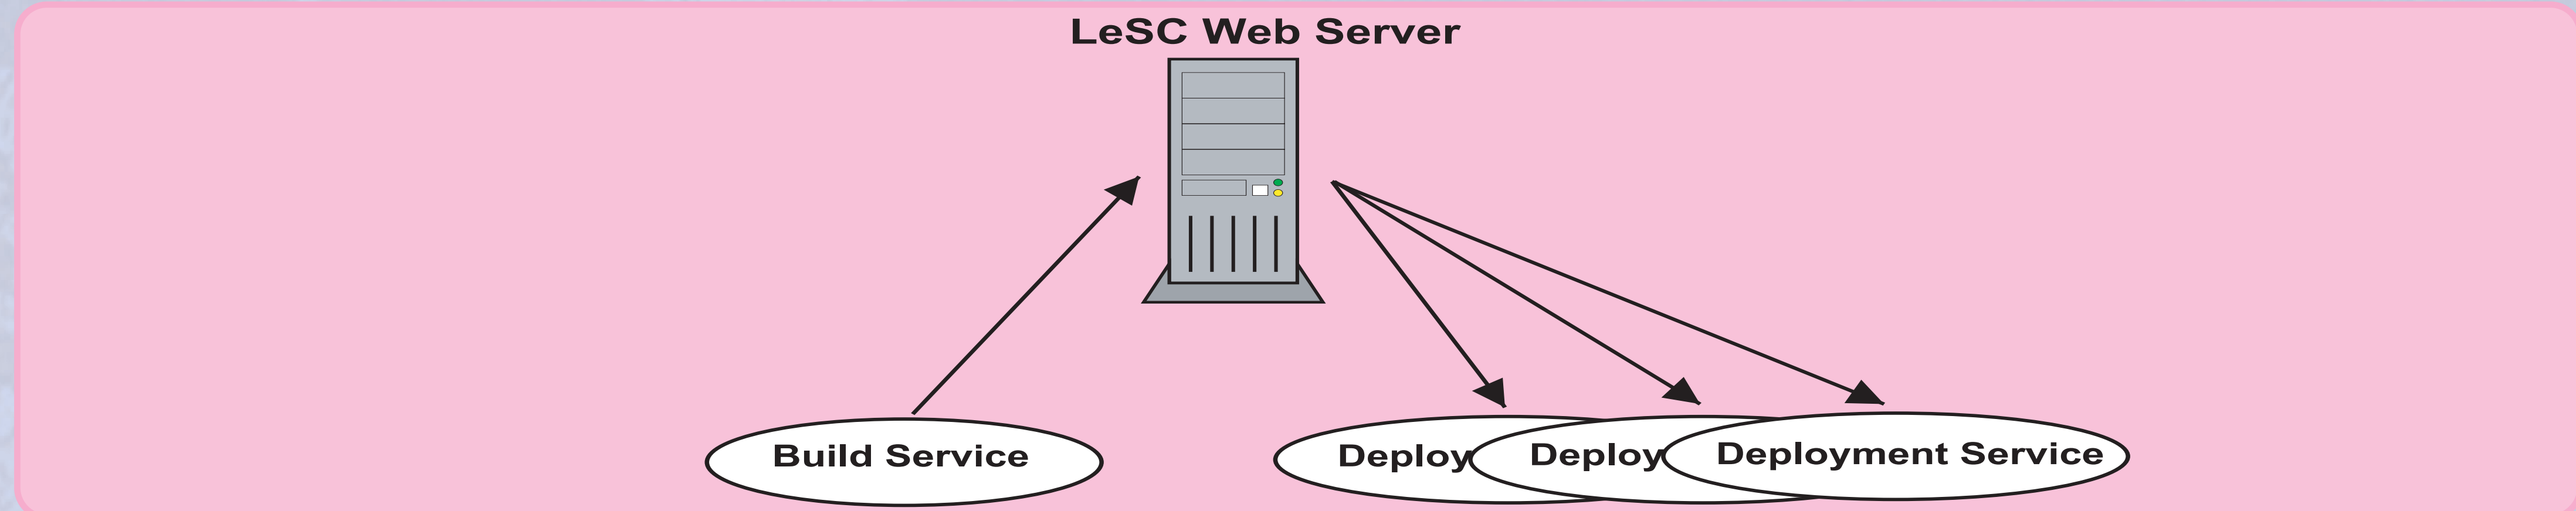 LeSC Web Server
Build Service
Deploy
Deploy
Deployment Service